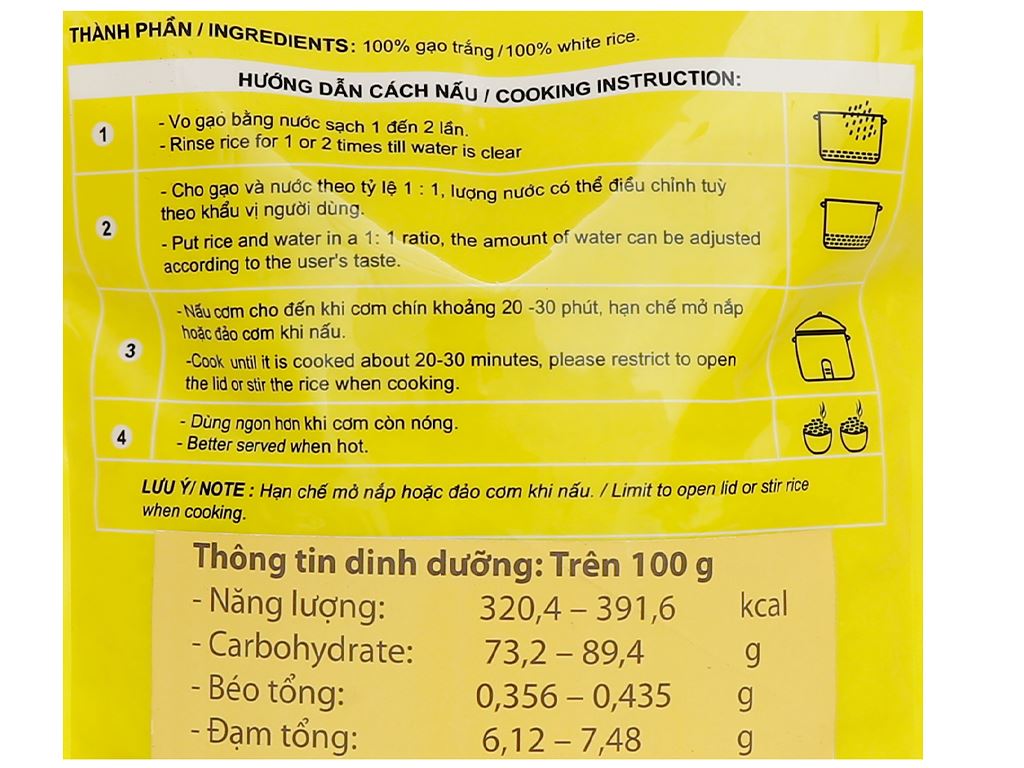 THÀNH PHẦN / INGREDIENTS: 100% gạo trắng/100% white rice.
HƯỚNG DẪN CÁCH NẤU / COOKING INSTRUCTION:
1
- Vo gạo bằng nước sạch 1 đến 2 lần.
- Rinse rice for 1 or 2 times till water is clear
2
- Cho gạo và nước theo tỷ lệ 1 : 1, lượng nước có thể điều chỉnh tuỳ
theo khẩu vị người dùng.
- Put rice and water in a 1: 1 ratio, the amount of water can be adjusted
according to the user's taste.
3
- Nấu cơm cho đến khi cơm chín khoảng 20 -30 phút, hạn chế mở nắp
hoặc đảo cơm khi nấu.
-Cook until it is cooked about 20-30 minutes, please restrict to open
the lid or stir the rice when cooking.
4
- Dùng ngon hơn khi cơm còn nóng.
- Better served when hot.
LƯU Ý/ NOTE : Hạn chế mở nắp hoặc đảo cơm khi nấu. / Limit to open lid or stir rice
when cooking.
Thông tin dinh dưỡng: Trên 100 g
- Năng lượng: 320,4 – 391,6 kcal
- Carbohydrate: 73,2 – 89,4 g
- Béo tổng: 0,356 – 0,435 g
- Đạm tổng: 6,12 – 7,48 g